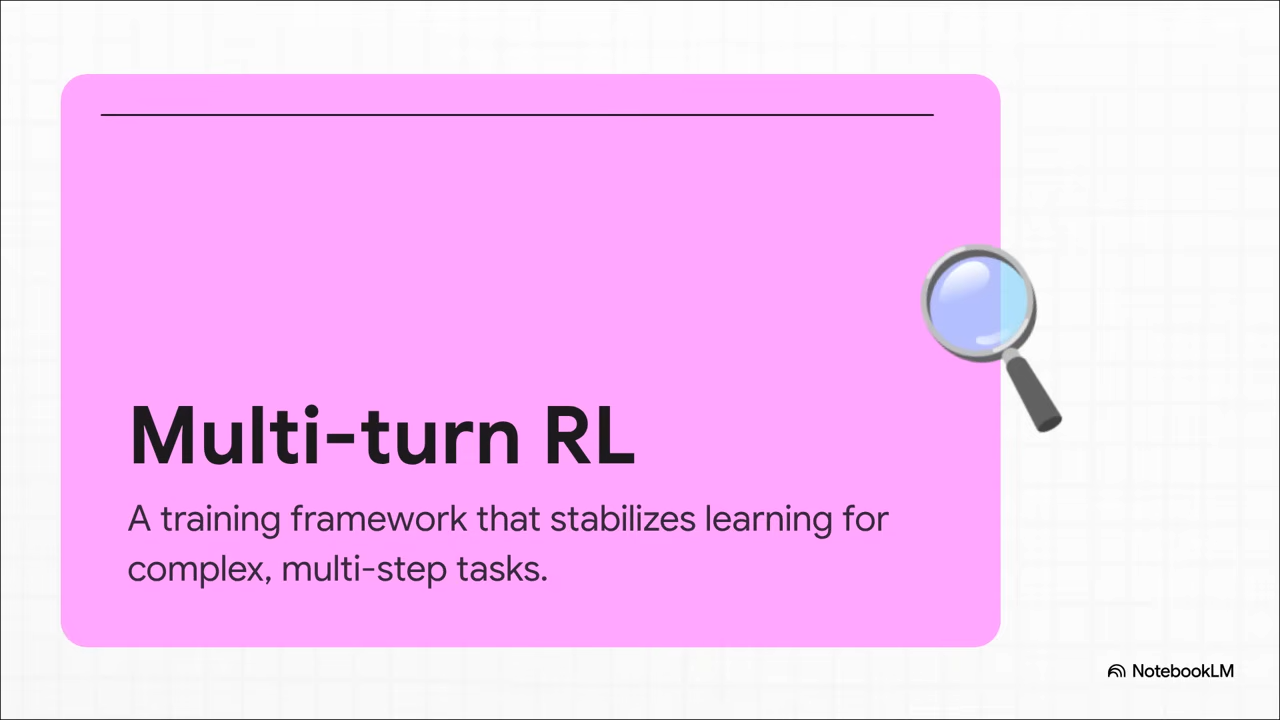 Multi-turn RL
A training framework that stabilizes learning for
complex, multi-step tasks.
NotebookLM